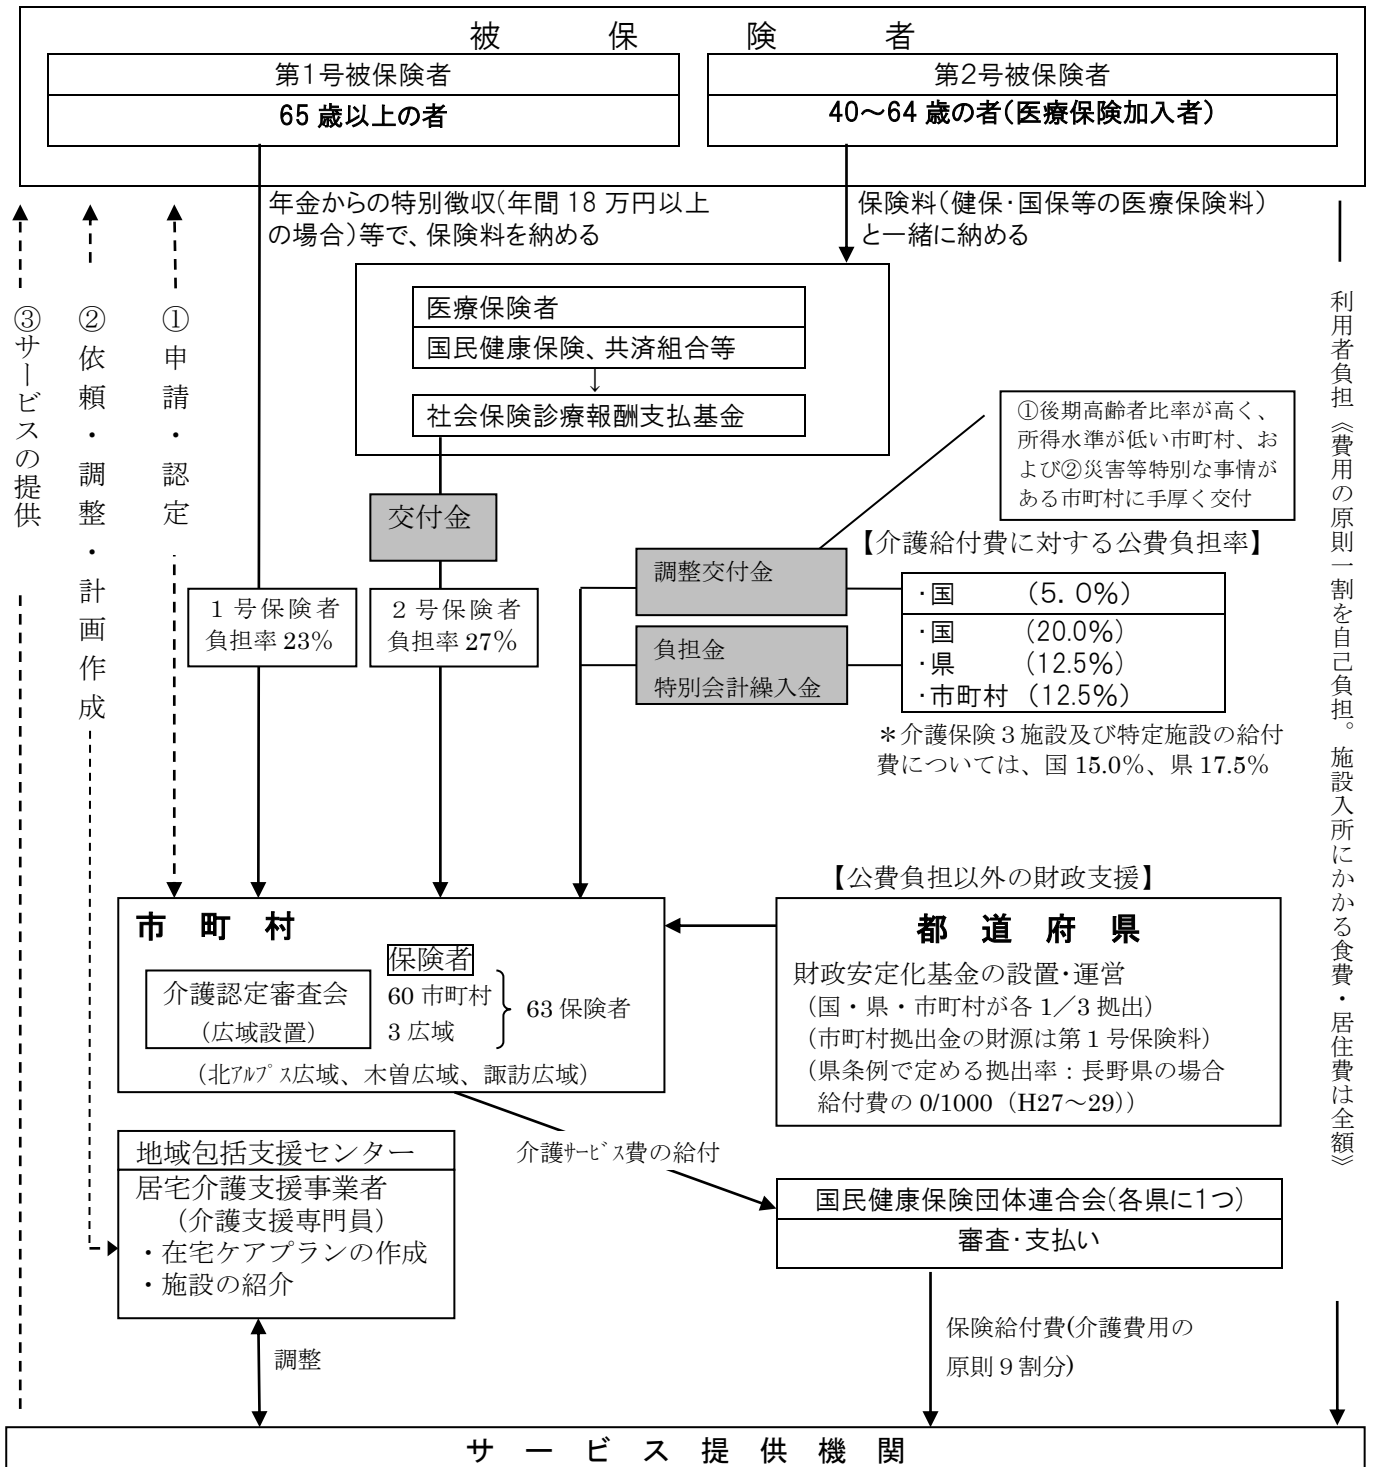 被保険者
第1号被保険者
65 歳以上の者
第2号被保険者
40～64 歳の者（医療保険加入者）
年金からの特別徴収（年間 18 万円以上
の場合）等で、保険料を納める
保険料（健保・国保等の医療保険料）
と一緒に納める
③サービスの提供
②依頼・調整・計画作成
①申請・認定
医療保険者
国民健康保険、共済組合等
↓
社会保険診療報酬支払基金
交付金
①後期高齢者比率が高く、
所得水準が低い市町村、お
よび②災害等特別な事情が
ある市町村に手厚く交付
【介護給付費に対する公費負担率】
調整交付金
・国 （5．0%）
負担金
特別会計繰入金
・国 （20.0%）
・県 （12.5%）
・市町村 （12.5%）
１号保険者
負担率 23%
２号保険者
負担率 27%
＊介護保険３施設及び特定施設の給付
費については、国 15.0%、県 17.5%
利用者負担《費用の原則一割を自己負担。施設入所にかかる食費・居住費は全額》
市 町 村
保険者
介護認定審査会
（広域設置）
60 市町村
3 広域
63 保険者
（北ｱﾙﾌﾟｽ広域、木曽広域、諏訪広域）
【公費負担以外の財政支援】
都 道 府 県
財政安定化基金の設置・運営
（国・県・市町村が各 1／3 拠出）
（市町村拠出金の財源は第１号保険料）
（県条例で定める拠出率：長野県の場合
給付費の 0/1000（H27～29））
地域包括支援センター
居宅介護支援事業者
（介護支援専門員）
・在宅ケアプランの作成
・施設の紹介
介護ｻｰﾋﾞｽ費の給付
国民健康保険団体連合会(各県に1つ)
審査・支払い
調整
保険給付費(介護費用の
原則９割分)
サービス提供機関